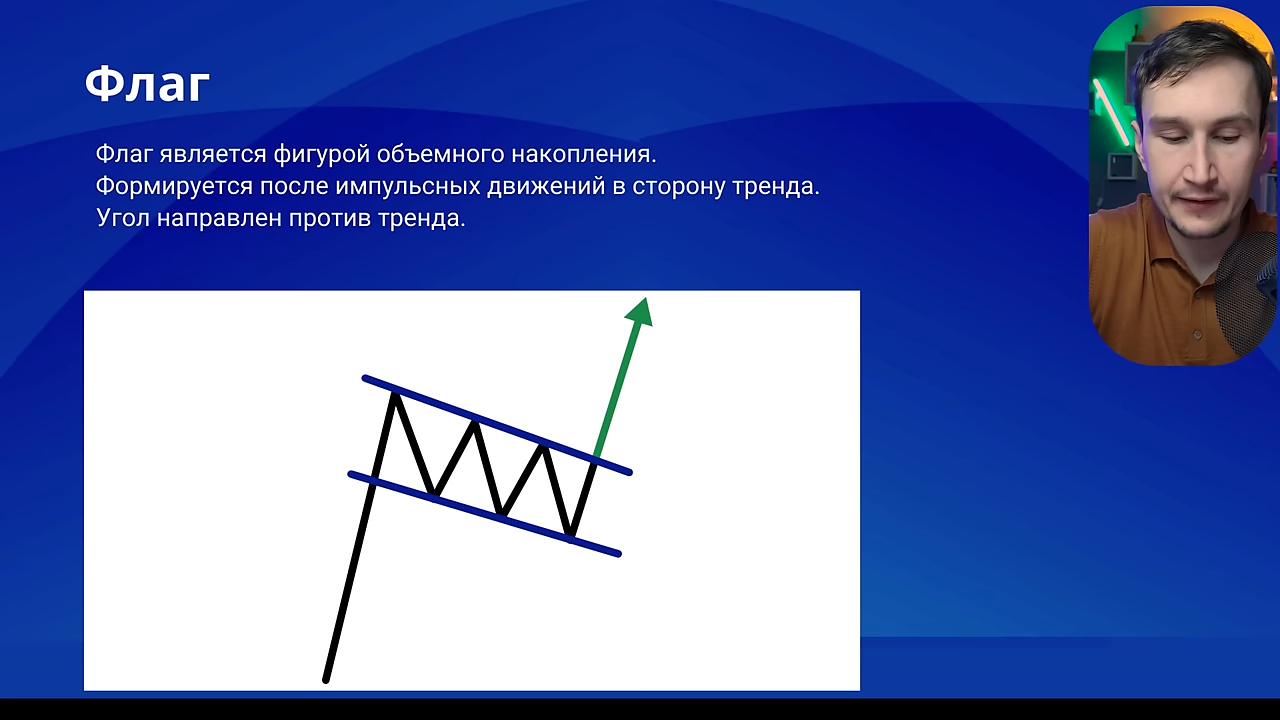 Флаг
Флаг является фигурой объемного накопления.
Формируется после импульсных движений в сторону тренда.
Угол направлен против тренда.